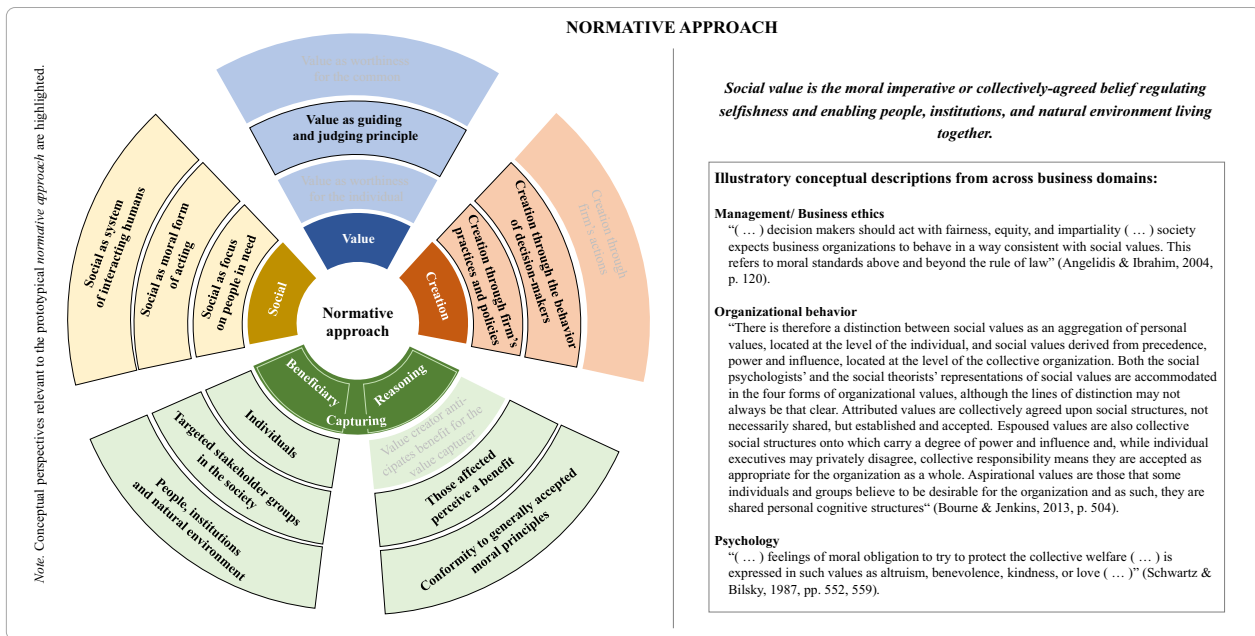 NORMATIVE APPROACH
Note. Conceptual perspectives relevant to the prototypical normative approach are highlighted.
Value as worthiness
for the collective
Value as guiding
and judging principle
Value as worthiness
for the individual
Value
Social as system
of interacting humans
Social as moral form
of acting
Social as focus
on people in need
Social
Creation
Creation through firm's
practices and policies
Creation through the behavior
of decision-makers
Creation through
firm's actions
Normative
approach
Beneficiary
Reasoning
Capturing
Individuals
Targeted stakeholder groups
in the society
People, institutions
and natural environment
Value creator anti-
cipates benefit for the
value capturer
Those affected
perceive a benefit
Conformity to generally accepted
moral principles
Social value is the moral imperative or collectively-agreed belief regulating
selfishness and enabling people, institutions, and natural environment living
together.
Illustratory conceptual descriptions from across business domains:
Management/ Business ethics
“( … ) decision makers should act with fairness, equity, and impartiality ( … ) society
expects business organizations to behave in a way consistent with social values. This
refers to moral standards above and beyond the rule of law” (Angelidis & Ibrahim, 2004,
p. 120).
Organizational behavior
“There is therefore a distinction between social values as an aggregation of personal
values, located at the level of the individual, and social values derived from precedence,
power and influence, located at the level of the collective organization. Both the social
psychologists’ and the social theorists’ representations of social values are accommodated
in the four forms of organizational values, although the lines of distinction may not
always be that clear. Attributed values are collectively agreed upon social structures, not
necessarily shared, but established and accepted. Espoused values are also collective
social structures onto which carry a degree of power and influence and, while individual
executives may privately disagree, collective responsibility means they are accepted as
appropriate for the organization as a whole. Aspirational values are those that some
individuals and groups believe to be desirable for the organization and as such, they are
shared personal cognitive structures“ (Bourne & Jenkins, 2013, p. 504).
Psychology
“( … ) feelings of moral obligation to try to protect the collective welfare ( … ) is
expressed in such values as altruism, benevolence, kindness, or love ( … )” (Schwartz &
Bilsky, 1987, pp. 552, 559).